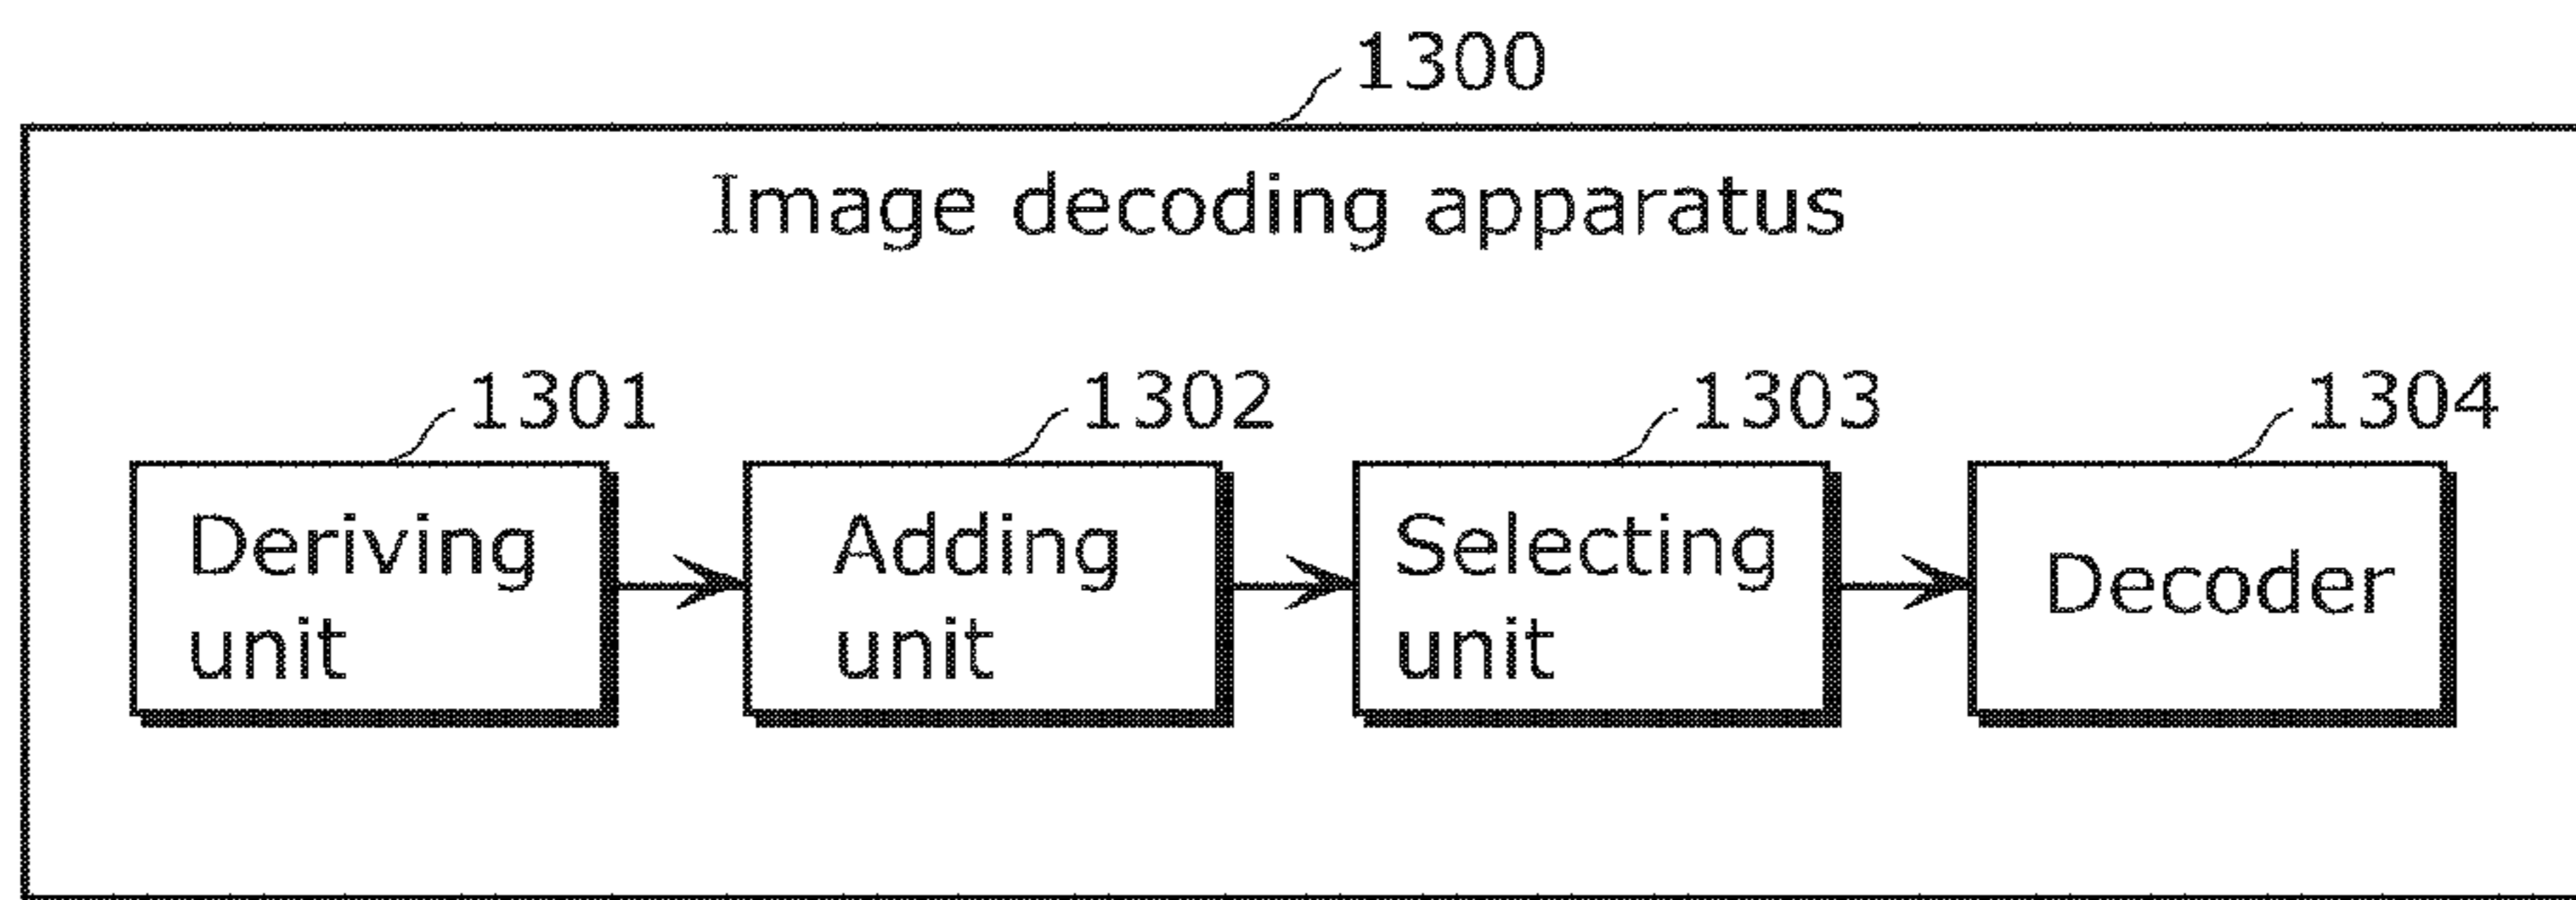 1300
Image decoding apparatus
1301
1302
1303
1304
Deriving
unit
Adding
unit
Selecting
unit
Decoder